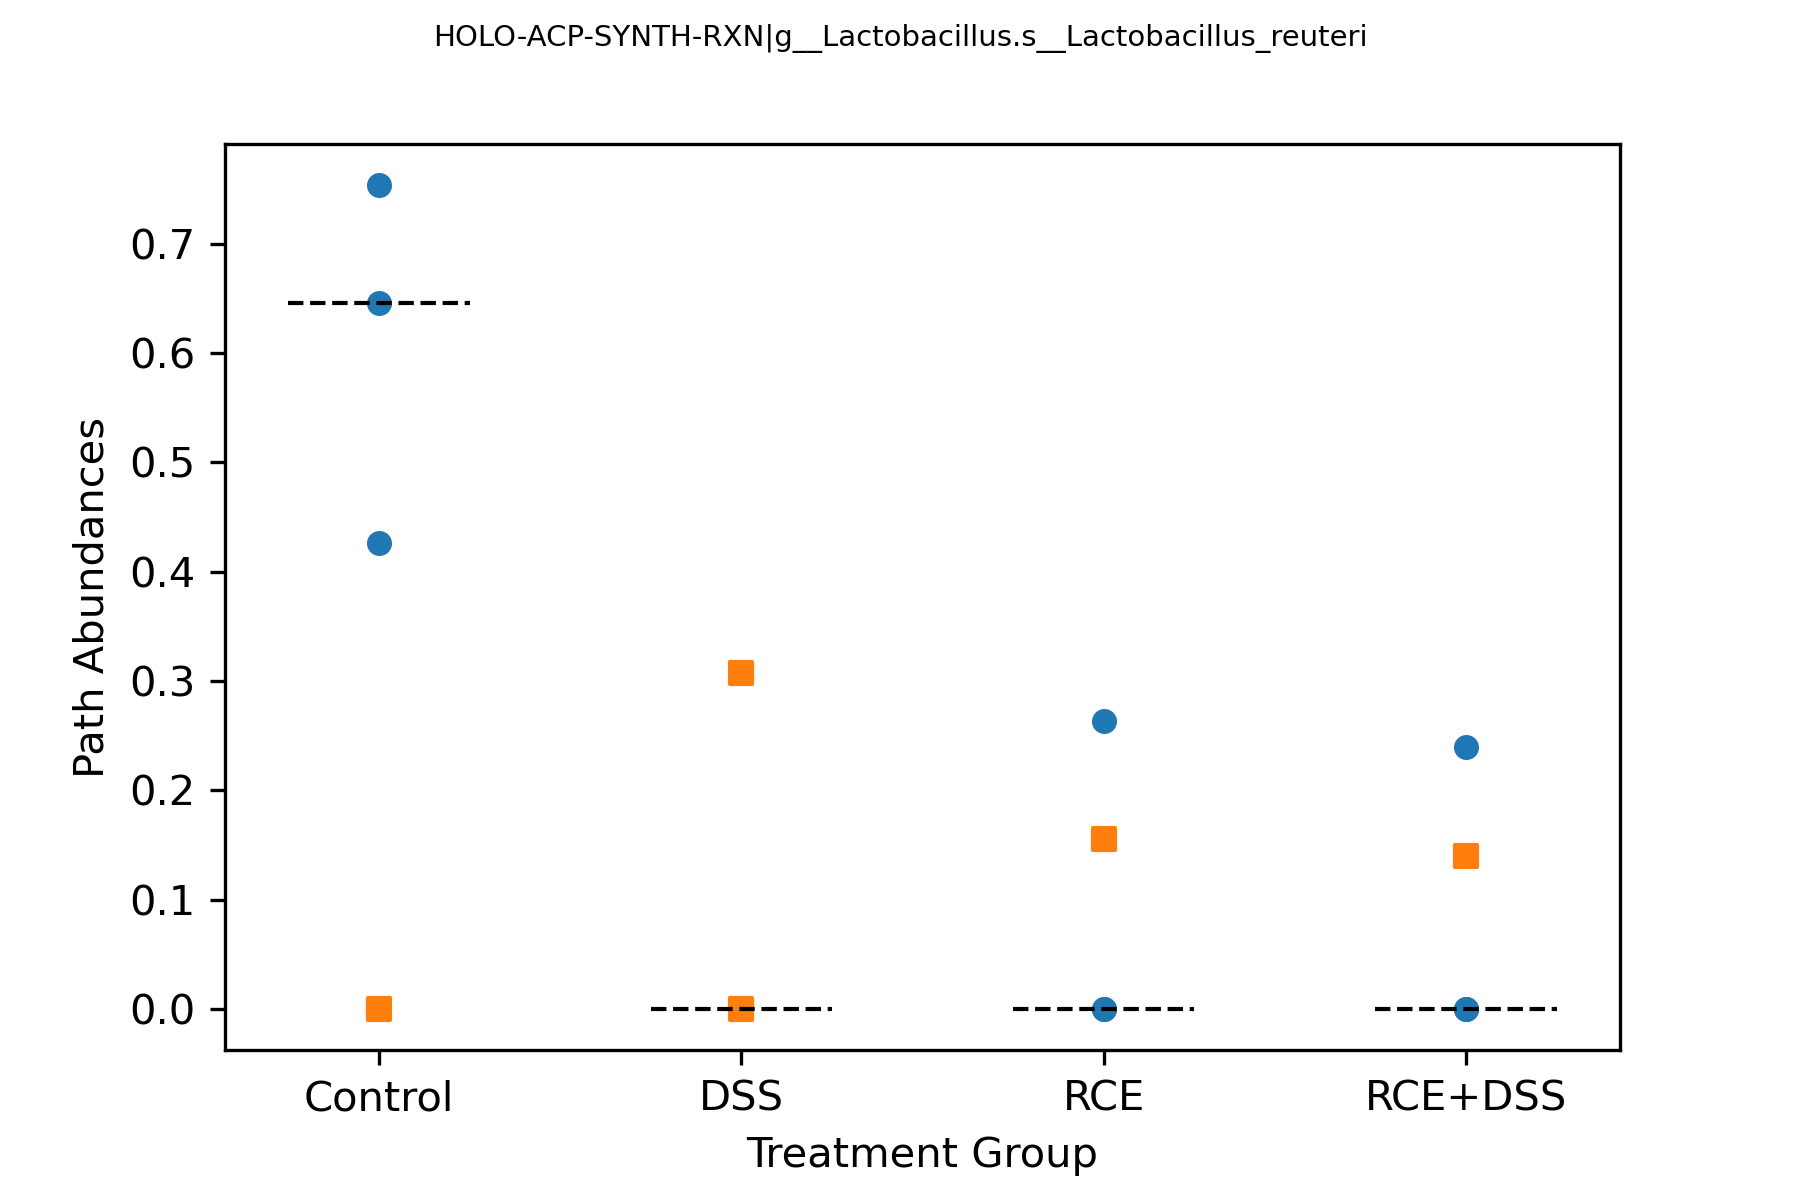 HOLO-ACP-SYNTH-RXN|g__Lactobacillus.s__Lactobacillus_reuteri
Path Abundances
0.7
0.6
0.5
0.4
0.3
0.2
0.1
0.0
Control DSS RCE RCE+DSS
Treatment Group